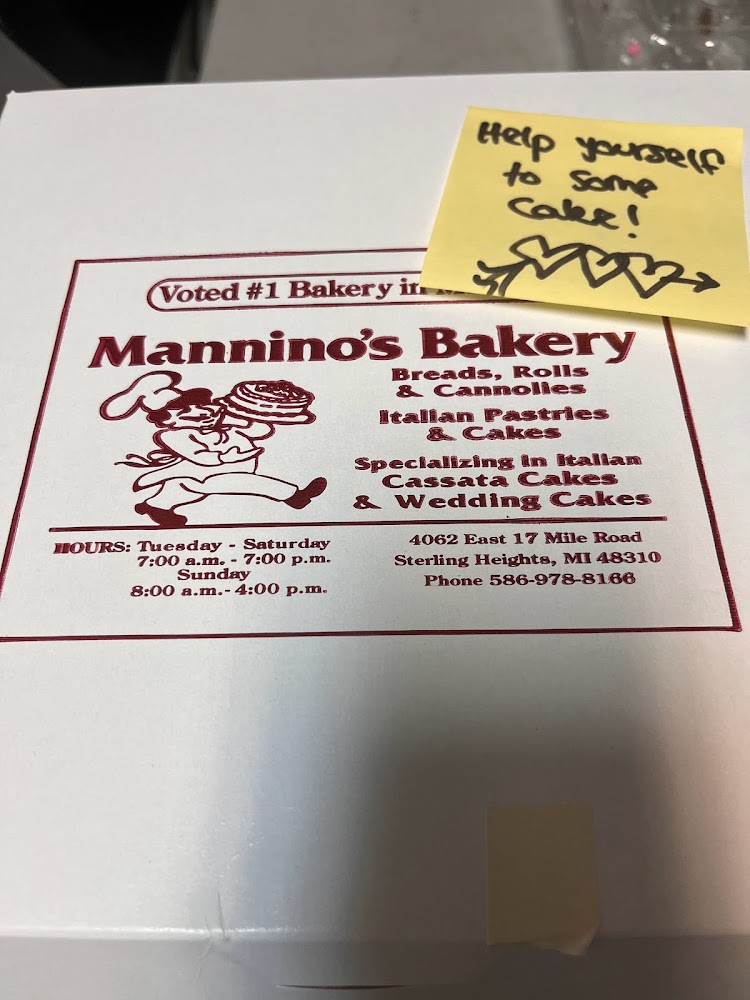 Help yourself
to some
Cake!
Voted #1 Bakery in
Mannino's Bakery
Breads, Rolls
& Cannolies
Italian Pastries
& Cakes
Specializing in Italian
Cassata Cakes
& Wedding Cakes
HOURS: Tuesday - Saturday
7:00 a.m. - 7:00 p.m.
Sunday
8:00 a.m. - 4:00 p.m.
4062 East 17 Mile Road
Sterling Heights, MI 48310
Phone 586-978-8166